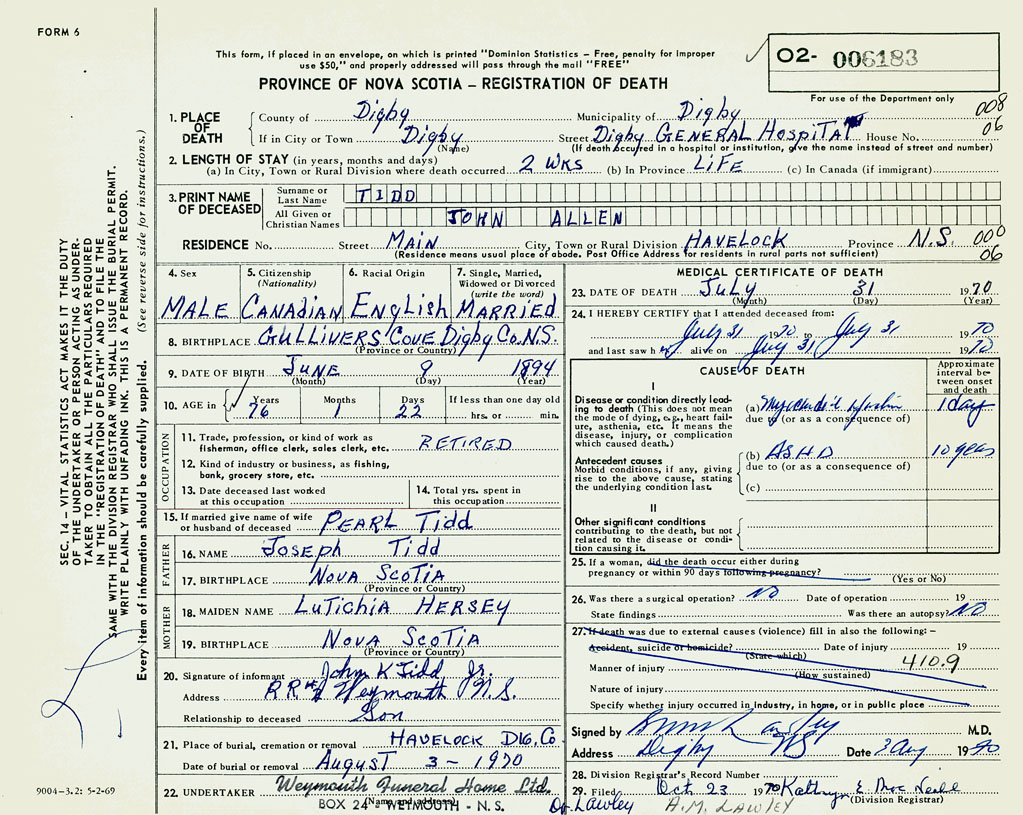 FORM 6
This form, if placed in an envelope, on which is printed "Dominion Statistics – Free, penalty for improper
use $50," and properly addressed will pass through the mail "FREE"
PROVINCE OF NOVA SCOTIA – REGISTRATION OF DEATH
02- 006183
For use of the Department only
008
06
1. PLACE OF DEATH
County of Digby Municipality of Digby
If in City or Town Digby Street Digby GENERAL HOSPITAL House No.
(Name) (If death occurred in a hospital or institution, give the name instead of street and number)
2. LENGTH OF STAY (in years, months and days)
(a) In City, Town or Rural Division where death occurred 2 WKS (b) In Province LIFE (c) In Canada (if immigrant)
3. PRINT NAME OF DECEASED
Surname or Last Name TIDD
All Given or Christian Names JOHN ALLEN
RESIDENCE No. Street MAIN City, Town or Rural Division HAVELOCK Province N.S. 000
(Residence means usual place of abode. Post Office Address for residents in rural parts not sufficient) 06
4. Sex
MALE
5. Citizenship
(Nationality)
CANADIAN
6. Racial Origin
ENGLISH
7. Single, Married,
Widowed or Divorced
(write the word)
MARRIED
8. BIRTHPLACE GULLIVERS COVE Digby Co. N.S.
(Province or Country)
9. DATE OF BIRTH JUNE 9 1894
(Month) (Day) (Year)
10. AGE in Years Months Days If less than one day old
76 1 22 hrs. or min.
OCCUPATION
11. Trade, profession, or kind of work as
fisherman, office clerk, sales clerk, etc. RETIRED
12. Kind of industry or business, as fishing,
bank, grocery store, etc.
13. Date deceased last worked
at this occupation
14. Total yrs. spent in
this occupation
15. If married give name of wife
or husband of deceased PEARL Tidd
FATHER
16. NAME Joseph Tidd
17. BIRTHPLACE NOVA SCOTIA
(Province or Country)
MOTHER
18. MAIDEN NAME LuTichia HERSEY
19. BIRTHPLACE NOVA SCOTIA
(Province or Country)
20. Signature of informant John K Tidd Jr.
Address Weymouth N.S.
Relationship to deceased Son
21. Place of burial, cremation or removal HAVELOCK DIG. Co
Date of burial or removal AUGUST 3 – 1970
22. UNDERTAKER Weymouth Funeral Home Ltd.
(Name and address)
BOX 24 - WEYMOUTH - N.S.
MEDICAL CERTIFICATE OF DEATH
23. DATE OF DEATH JULY 31 1970
(Month) (Day) (Year)
24. I HEREBY CERTIFY that I attended deceased from:
July 31 1970 to July 31 1970
and last saw h alive on July 31 1970
CAUSE OF DEATH
Approximate
interval be-
tween onset
and death
I
Disease or condition directly lead-
ing to death (This does not mean
the mode of dying, e.g., heart fail-
ure, asthenia, etc. It means the
disease, injury, or complication
which caused death.)
(a) 1 day
due to (or as a consequence of)
Antecedent causes
Morbid conditions, if any, giving
rise to the above cause, stating
the underlying condition last.
(b) ASHD 10 years
due to (or as a consequence of)
(c)
II
Other significant conditions
contributing to the death, but not
related to the disease or condi-
tion causing it.
25. If a woman, did the death occur either during
pregnancy or within 90 days following pregnancy?
(Yes or No)
26. Was there a surgical operation? NO Date of operation 19
State findings Was there an autopsy? NO
27. If death was due to external causes (violence) fill in also the following: –
Accident, suicide or homicide? Date of injury 19
(State which)
Manner of injury 410.9
(How sustained)
Nature of injury
Specify whether injury occurred in industry, in home, or in public place
Signed by M.D.
Address Digby NS Date 3 Aug 1970
28. Division Registrar's Record Number
29. Filed Oct 23 1970 Kathryn E
(Division Registrar)
Dr. Lawley A.M. LAWLEY
SEC. 14 – VITAL STATISTICS ACT MAKES IT THE DUTY
OF THE UNDERTAKER OR PERSON ACTING AS UNDER-
TAKER TO OBTAIN ALL THE PARTICULARS REQUIRED
IN THE "REGISTRATION OF DEATH" AND TO FILE THE
SAME WITH THE DIVISION REGISTRAR WHO SHALL ISSUE THE BURIAL PERMIT.
WRITE PLAINLY WITH UNFADING INK. THIS IS A PERMANENT RECORD.
Every item of information should be carefully supplied. (See reverse side for instructions.)
9004-3.2: 5-2-69